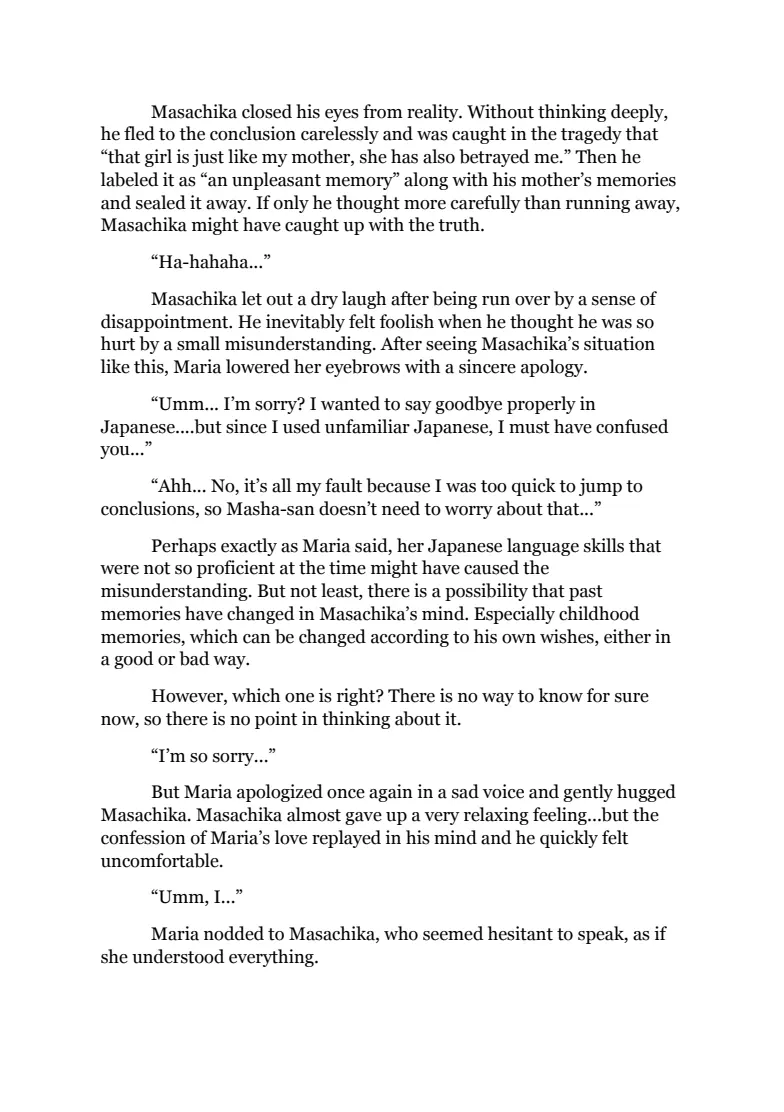 Masachika closed his eyes from reality. Without thinking deeply,
he fled to the conclusion carelessly and was caught in the tragedy that
“that girl is just like my mother, she has also betrayed me.” Then he
labeled it as “an unpleasant memory” along with his mother’s memories
and sealed it away. If only he thought more carefully than running away,
Masachika might have caught up with the truth.
“Ha-hahaha...”
Masachika let out a dry laugh after being run over by a sense of
disappointment. He inevitably felt foolish when he thought he was so
hurt by a small misunderstanding. After seeing Masachika’s situation
like this, Maria lowered her eyebrows with a sincere apology.
“Umm... I’m sorry? I wanted to say goodbye properly in
Japanese....but since I used unfamiliar Japanese, I must have confused
you...”
“Ahh... No, it’s all my fault because I was too quick to jump to
conclusions, so Masha-san doesn’t need to worry about that...”
Perhaps exactly as Maria said, her Japanese language skills that
were not so proficient at the time might have caused the
misunderstanding. But not least, there is a possibility that past
memories have changed in Masachika’s mind. Especially childhood
memories, which can be changed according to his own wishes, either in
a good or bad way.
However, which one is right? There is no way to know for sure
now, so there is no point in thinking about it.
“I’m so sorry...”
But Maria apologized once again in a sad voice and gently hugged
Masachika. Masachika almost gave up a very relaxing feeling...but the
confession of Maria’s love replayed in his mind and he quickly felt
uncomfortable.
“Umm, I...”
Maria nodded to Masachika, who seemed hesitant to speak, as if
she understood everything.